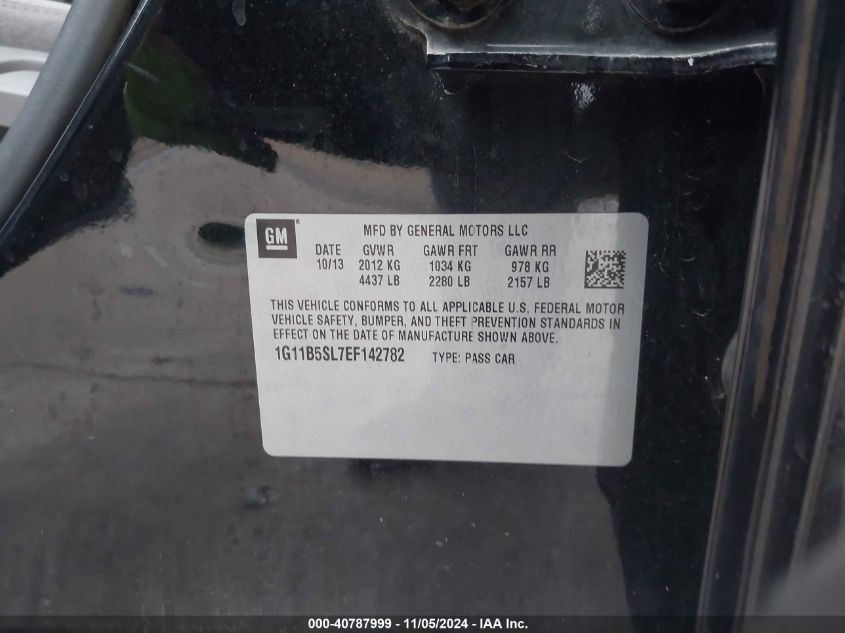 GM ®
MFD BY GENERAL MOTORS LLC
DATE GVWR GAWR FRT GAWR RR
10/13 2012 KG 1034 KG 978 KG
4437 LB 2280 LB 2157 LB
THIS VEHICLE CONFORMS TO ALL APPLICABLE U.S. FEDERAL MOTOR
VEHICLE SAFETY, BUMPER, AND THEFT PREVENTION STANDARDS IN
EFFECT ON THE DATE OF MANUFACTURE SHOWN ABOVE.
1G11B5SL7EF142782 TYPE: PASS CAR
000-40787999 - 11/05/2024 - IAA Inc.